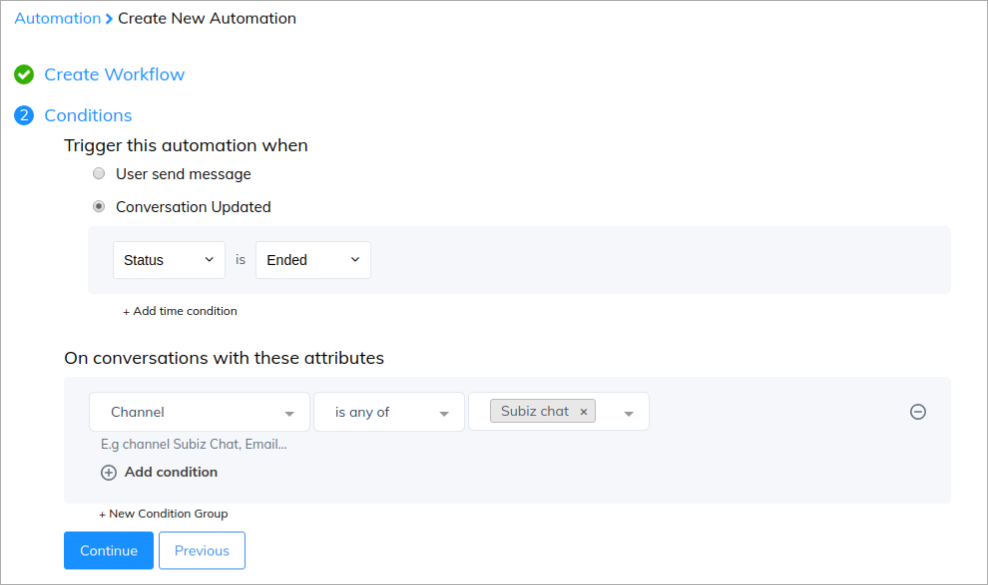 Automation > Create New Automation
Create Workflow
2 Conditions
Trigger this automation when
User send message
Conversation Updated
Status is Ended
+ Add time condition
On conversations with these attributes
Channel is any of Subiz chat ×
E.g channel Subiz Chat, Email...
Add condition
+ New Condition Group
Continue Previous